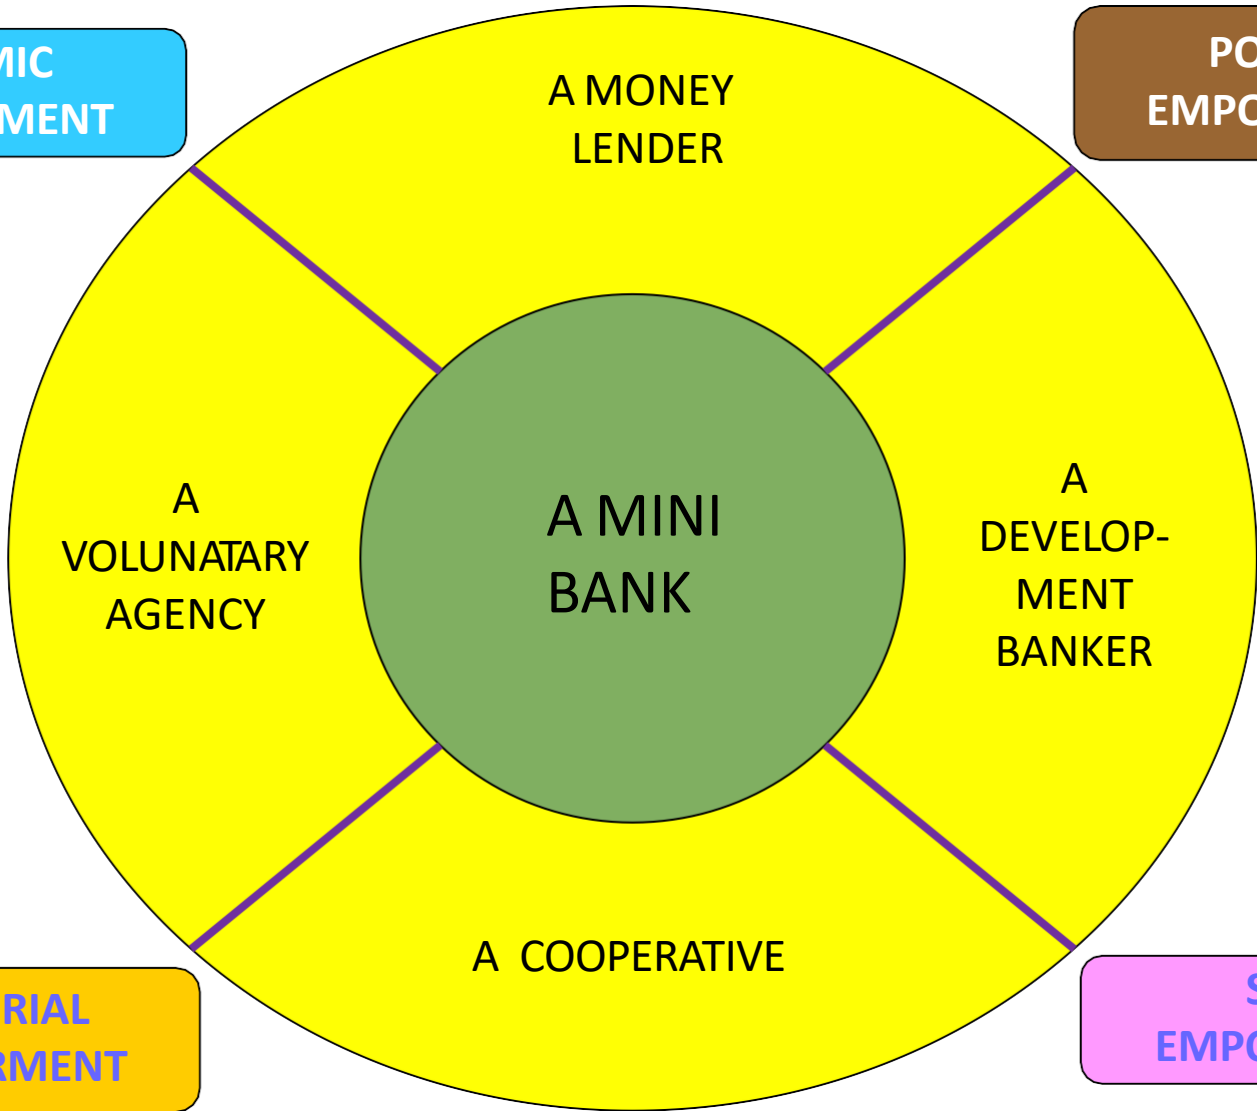 MIC
MENT
A MONEY
LENDER
PO
EMPO
A
VOLUNATARY
AGENCY
A MINI
BANK
A
DEVELOP-
MENT
BANKER
A COOPERATIVE
RIAL
RMENT
S
EMPO